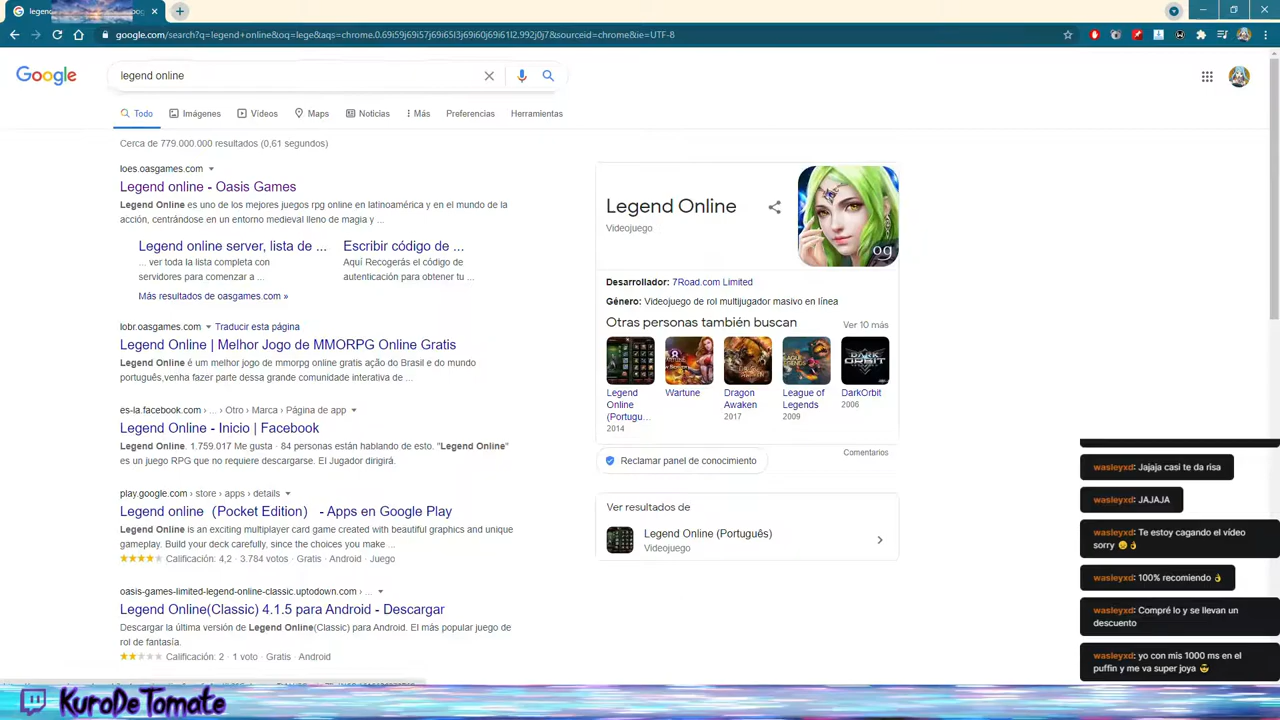 legend
google.com/search?q=legend+online&oq=lege&aqs=chrome.0.69i59j69i57j69i65l3j69i60j69i61l2.992j0j7&sourceid=chrome&ie=UTF-8
Google
legend online
Todo Imágenes Videos Maps Noticias Más Preferencias Herramientas
Cerca de 779.000.000 resultados (0,61 segundos)
loes.oasgames.com
Legend online - Oasis Games
Legend Online es uno de los mejores juegos rpg online en latinoamérica y en el mundo de la
acción, centrándose en un entorno medieval lleno de magia y ...
Legend online server, lista de ...
... ver toda la lista completa con
servidores para comenzar a ...
Escribir código de ...
Aquí Recogerás el código de
autenticación para obtener tu ...
Más resultados de oasgames.com »
lobr.oasgames.com Traducir esta página
Legend Online | Melhor Jogo de MMORPG Online Gratis
Legend Online é um melhor jogo de mmorpg online gratis ação do Brasil e do mundo
português,venha fazer parte dessa grande comunidade interativa de ...
es-la.facebook.com › ... › Otro › Marca › Página de app
Legend Online - Inicio | Facebook
Legend Online. 1.759.017 Me gusta · 84 personas están hablando de esto. "Legend Online"
es un juego RPG que no requiere descargarse. El Jugador dirigirá.
play.google.com › store › apps › details
Legend online（Pocket Edition） - Apps en Google Play
Legend Online is an exciting multiplayer card game created with beautiful graphics and unique
gameplay. Build your deck carefully, since the choices you make ...
Calificación: 4,2 · 3.784 votos · Gratis · Android · Juego
oasis-games-limited-legend-online-classic.uptodown.com › ...
Legend Online(Classic) 4.1.5 para Android - Descargar
Descargar la última versión de Legend Online(Classic) para Android. El más popular juego de
rol de fantasía.
Calificación: 2 · 1 voto · Gratis · Android
Legend Online
Videojuego
og
Desarrollador: 7Road.com Limited
Género: Videojuego de rol multijugador masivo en línea
Otras personas también buscan Ver 10 más
Legend
Online
(Portugu...
2014
Wartune
Dragon
Awaken
2017
League of
Legends
2009
DARK
ORBIT
DarkOrbit
2006
Comentarios
Reclamar panel de conocimiento
Ver resultados de
Legend Online (Português)
Videojuego
wasleyxd: Jajaja casi te da risa
wasleyxd: JAJAJA
wasleyxd: Te estoy cagando el vídeo
sorry 😔👌
wasleyxd: 100% recomiendo 👌
wasleyxd: Compré lo y se llevan un
descuento
wasleyxd: yo con mis 1000 ms en el
puffin y me va super joya 😎
KuroDeTomate